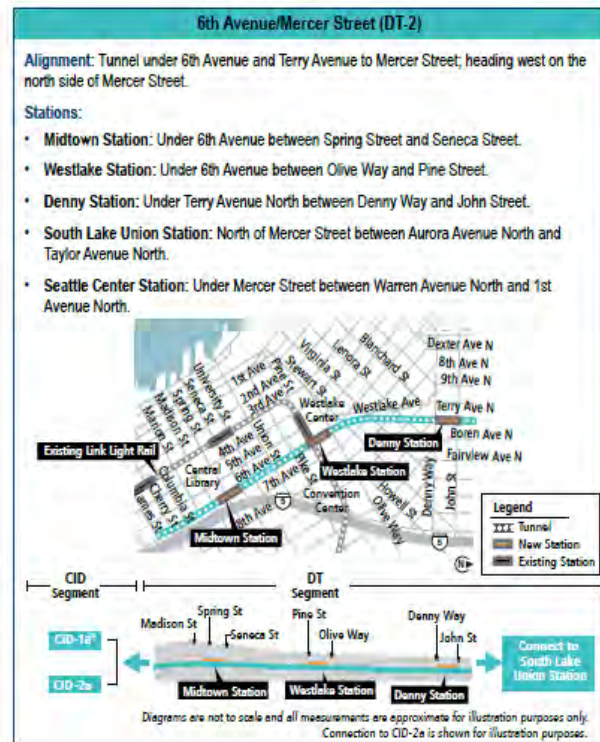 6th Avenue/Mercer Street (DT-2)
Alignment: Tunnel under 6th Avenue and Terry Avenue to Mercer Street; heading west on the
north side of Mercer Street.
Stations:
• Midtown Station: Under 6th Avenue between Spring Street and Seneca Street.
• Westlake Station: Under 6th Avenue between Olive Way and Pine Street.
• Denny Station: Under Terry Avenue North between Denny Way and John Street.
• South Lake Union Station: North of Mercer Street between Aurora Avenue North and
Taylor Avenue North.
• Seattle Center Station: Under Mercer Street between Warren Avenue North and 1st
Avenue North.
Dexter Ave N
8th Ave N
9th Ave N
Blanchard St
Lenora St
Virginia St
Stewart St
Pine St
1st Ave
2nd Ave
3rd Ave
University St
Seneca St
Spring St
Madison St
Marion St
Columbia St
Cherry St
James St
Westlake
Center
Westlake Ave
Terry Ave N
Denny Station
Boren Ave N
Fairview Ave N
Existing Link Light Rail
4th Ave
5th Ave
6th Ave
7th Ave
8th Ave
Union St
Pike St
Central
Library
Westlake Station
Convention
Center
Howell St
Olive Way
Denny Way
John St
Midtown Station
5
5
N
Legend
Tunnel
New Station
Existing Station
CID
Segment
DT
Segment
Madison St
Spring St
Seneca St
Pine St
Olive Way
Denny Way
John St
CID-1a*
CID-2a
Midtown Station
Westlake Station
Denny Station
Connect to
South Lake
Union Station
Diagrams are not to scale and all measurements are approximate for illustration purposes only.
Connection to CID-2a is shown for illustration purposes.